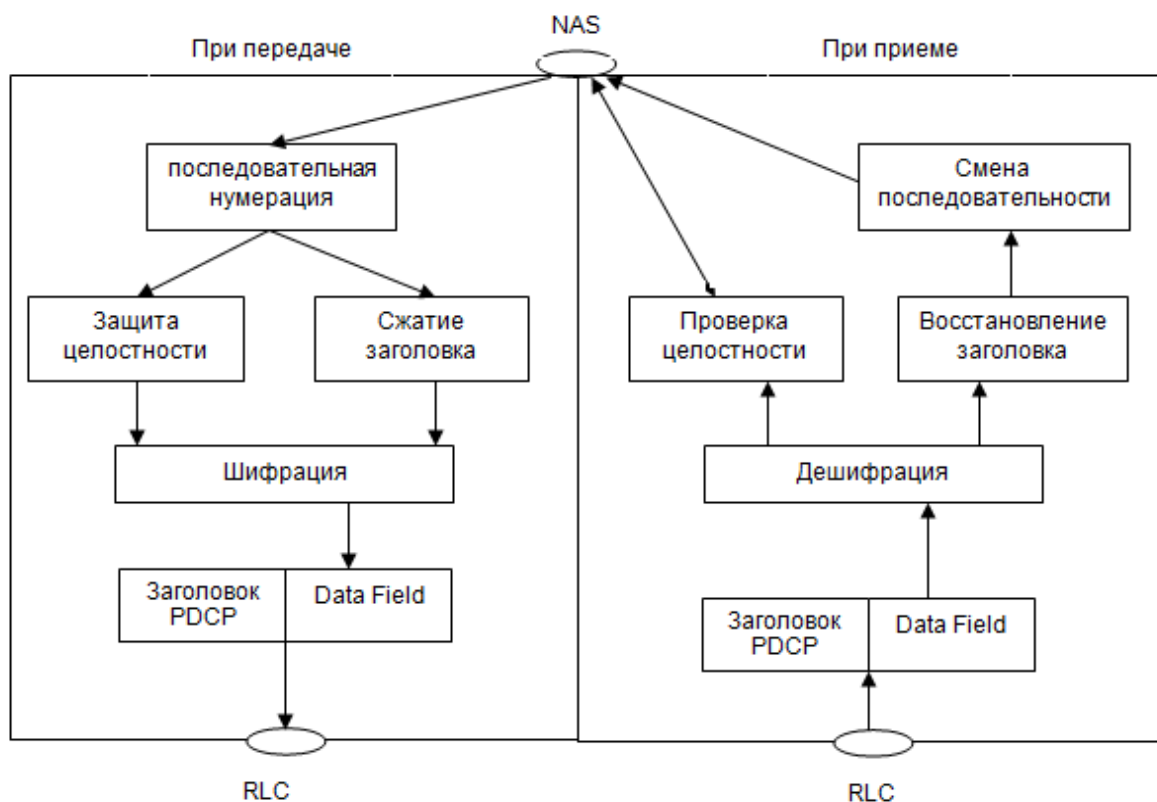 NAS
При передаче
При приеме
последовательная
нумерация
Смена
последовательности
Защита
целостности
Сжатие
заголовка
Проверка
целостности
Восстановление
заголовка
Шифрация
Дешифрация
Заголовок
PDCP
Data Field
Заголовок
PDCP
Data Field
RLC
RLC